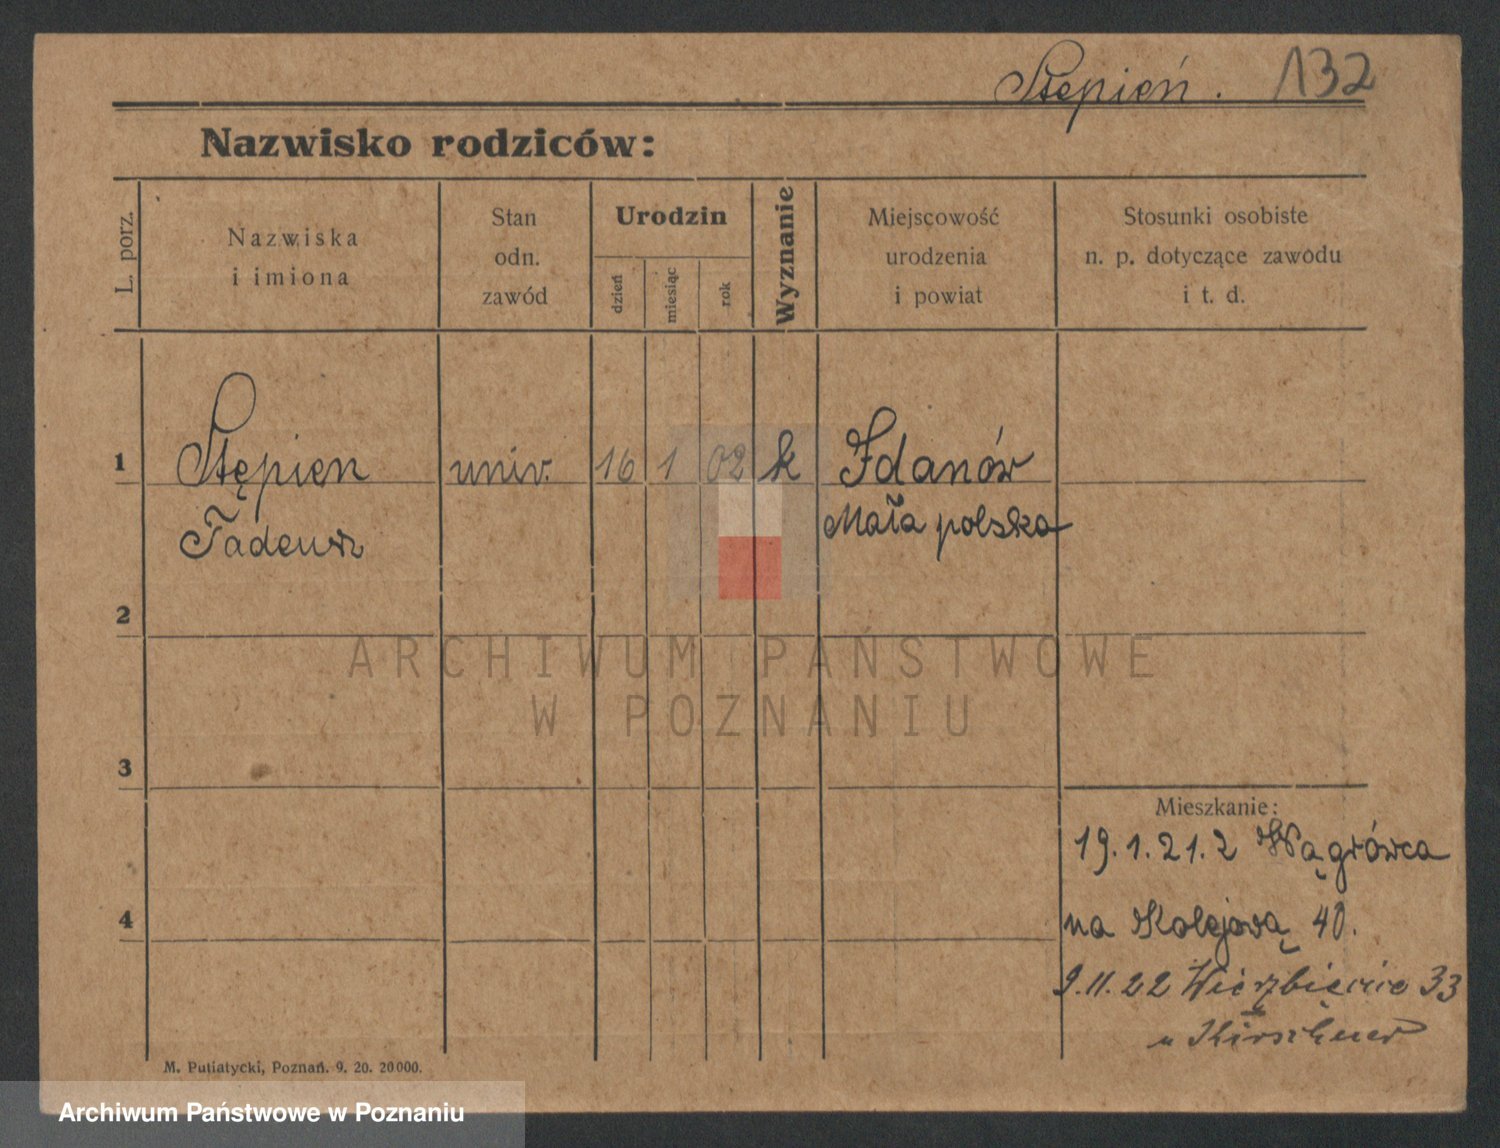 Stępień. 132
Nazwisko rodziców:
L. porz.
Nazwiska
i imiona
Stan
odn.
zawód
Urodzin
dzień
miesiąc
rok
Wyznanie
Miejscowość
urodzenia
i powiat
Stosunki osobiste
n. p. dotyczące zawodu
i t. d.
1 Stępien univ. 16 1 02 k Zdanów
Tadeusz Mała polska
2
ARCHIWUM PAŃSTWOWE
W POZNANIU
3
Mieszkanie:
19.1.21. z Wągrówca
4 na Kolejową 40.
9.11.22 Wierzbięcice 33
u Kirschner
M. Putiatycki, Poznań. 9. 20. 20000.
Archiwum Państwowe w Poznaniu